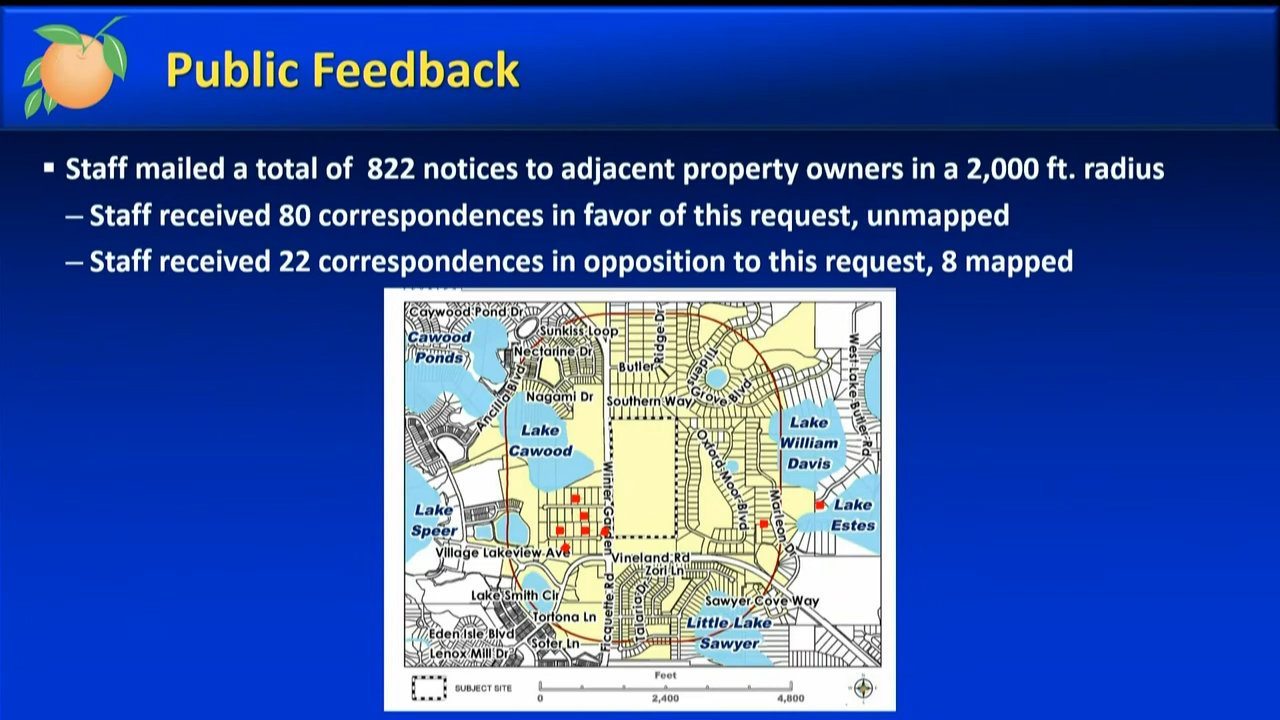 Public Feedback
▪ Staff mailed a total of  822 notices to adjacent property owners in a 2,000 ft. radius
– Staff received 80 correspondences in favor of this request, unmapped
– Staff received 22 correspondences in opposition to this request, 8 mapped
Caywood Pond Dr
Cawood
Ponds
Sunkiss Loop
Nectarine Dr
Ridge Dr
Butler
Tilden's
Grove Blvd
West Lake Butler Rd
Ancilla Blvd
Nagami Dr
Southern Way
Lake
Cawood
Lake
William
Davis
Oxford Moor Blvd
Winter Garden
Marleon Dr
Lake
Speer
Lake
Estes
Village Lakeview Ave
Vineland Rd
Zori Ln
Lake Smith Cir
Ficquette Rd
Talaria Dr
Sawyer Cove Way
Tortona Ln
Little Lake
Sawyer
Eden Isle Blvd
Soter Ln
Lenox Mill Dr
SUBJECT SITE
Feet
0
2,400
4,800